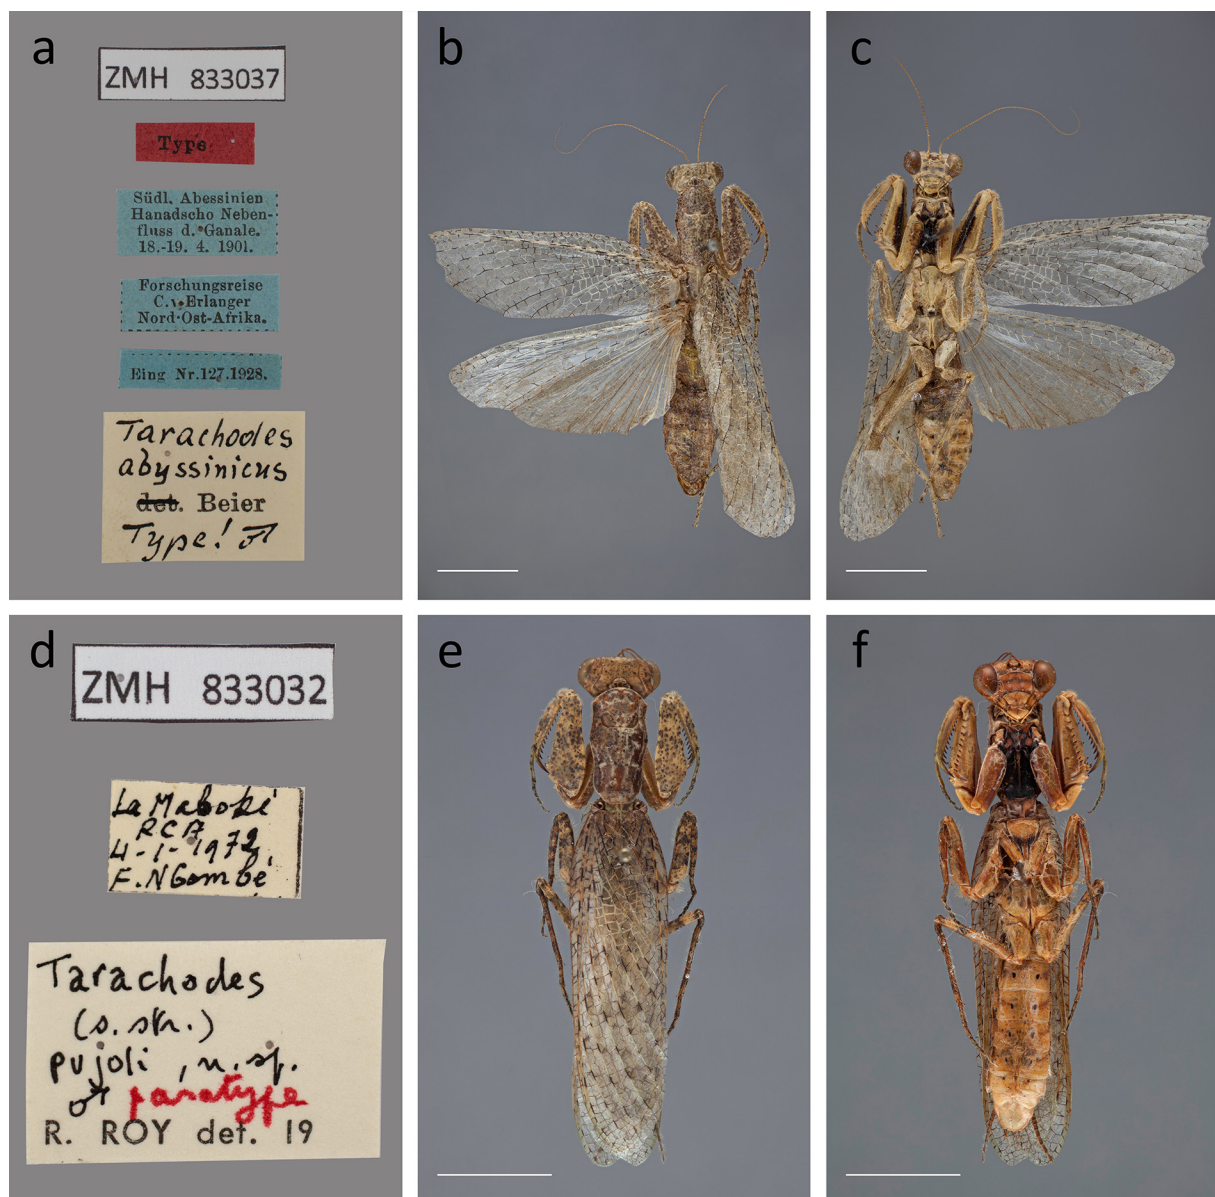 a
ZMH 833037
Type
Südl. Abessinien
Hanadscho Neben-
fluss d. Ganale.
18.-19. 4. 1901.
Forschungsreise
C. v. Erlanger
Nord-Ost-Afrika.
Eing Nr. 127.1928.
Tarachodes
abyssinicus
det. Beier
Type! ♂
b
c
d
ZMH 833032
La Maboké
RCA
4-1-1972
F. NGombé
Tarachodes
(s. str.)
pujoli, n. sp.
♂ paratype
R. ROY det. 19
e
f